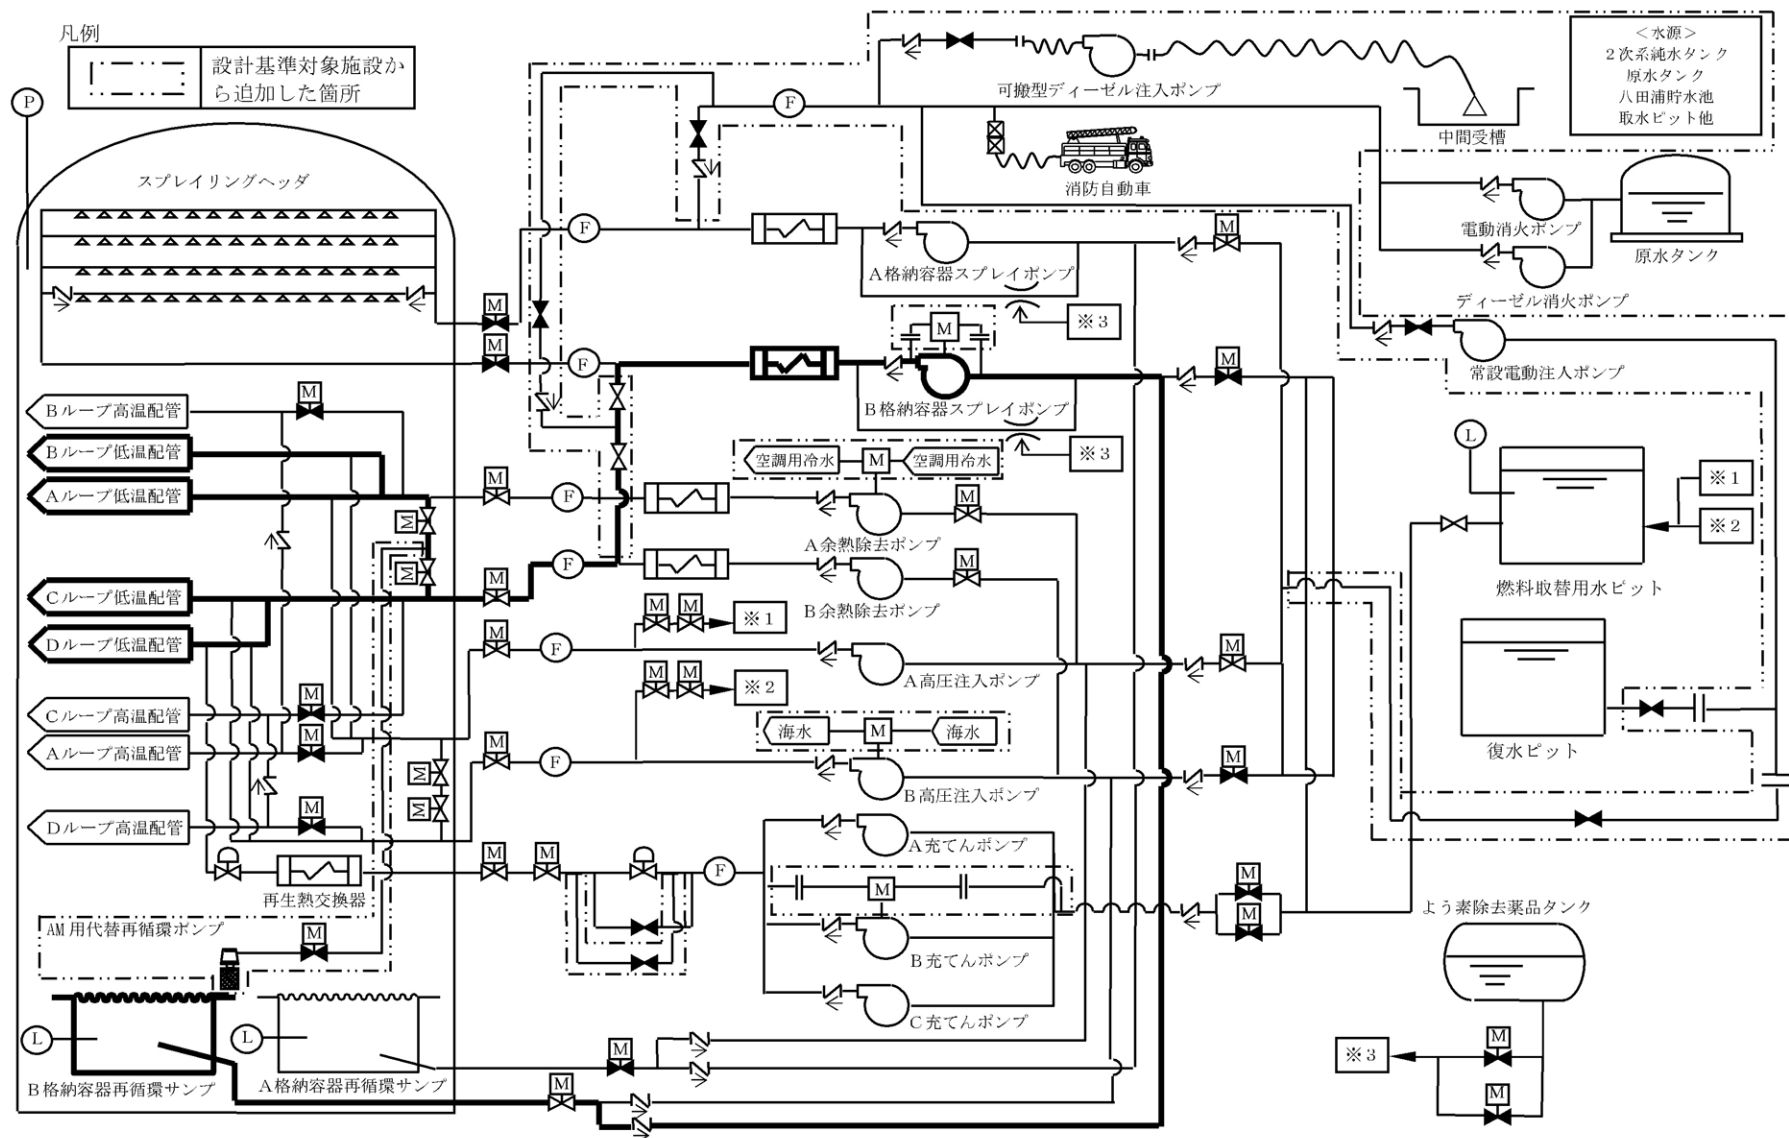 凡例
設計基準対象施設か
ら追加した箇所
P
スプレイリングヘッダ
<水源>
2次系純水タンク
原水タンク
八田浦貯水池
取水ピット他
可搬型ディーゼル注入ポンプ
中間受槽
F
消防自動車
電動消火ポンプ
原水タンク
ディーゼル消火ポンプ
F
M
A格納容器スプレイポンプ
※3
M
M
F
M
M
B格納容器スプレイポンプ
※3
常設電動注入ポンプ
Bループ高温配管
M
Bループ低温配管
Aループ低温配管
M
M
M
F
空調用冷水
M
空調用冷水
M
A余熱除去ポンプ
L
※1
※2
燃料取替用水ピット
Cループ低温配管
M
F
M
B余熱除去ポンプ
Dループ低温配管
M
F
M
M
※1
A高圧注入ポンプ
M
M
M
※2
Cループ高温配管
M
Aループ高温配管
M
M
F
海水
M
海水
B高圧注入ポンプ
M
復水ピット
M
M
Dループ高温配管
M
再生熱交換器
M
M
F
A充てんポンプ
M
B充てんポンプ
C充てんポンプ
M
M
よう素除去薬品タンク
AM用代替再循環ポンプ
M
L
B格納容器再循環サンプ
L
A格納容器再循環サンプ
M
M
※3
M
M